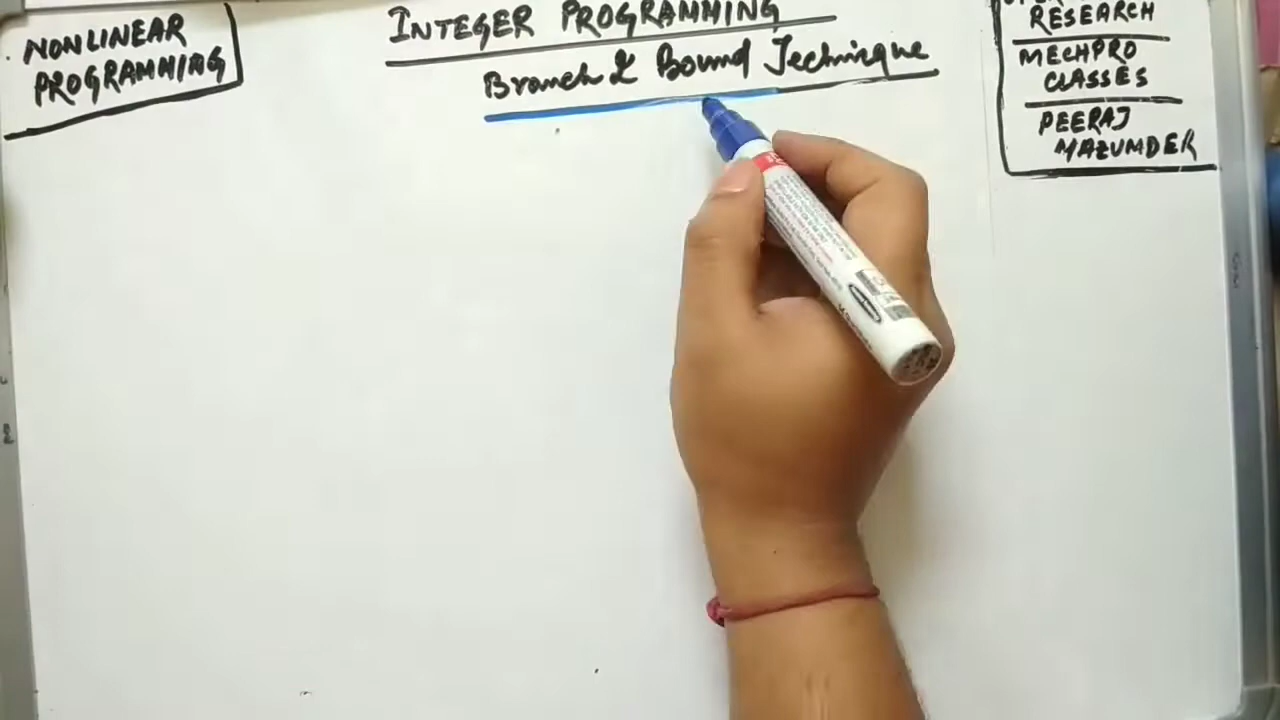 NONLINEAR
PROGRAMMING
INTEGER PROGRAMMING
Branch & Bound Technique
RESEARCH
MECHPRO
CLASSES
PEERAJ
MAZUMDER